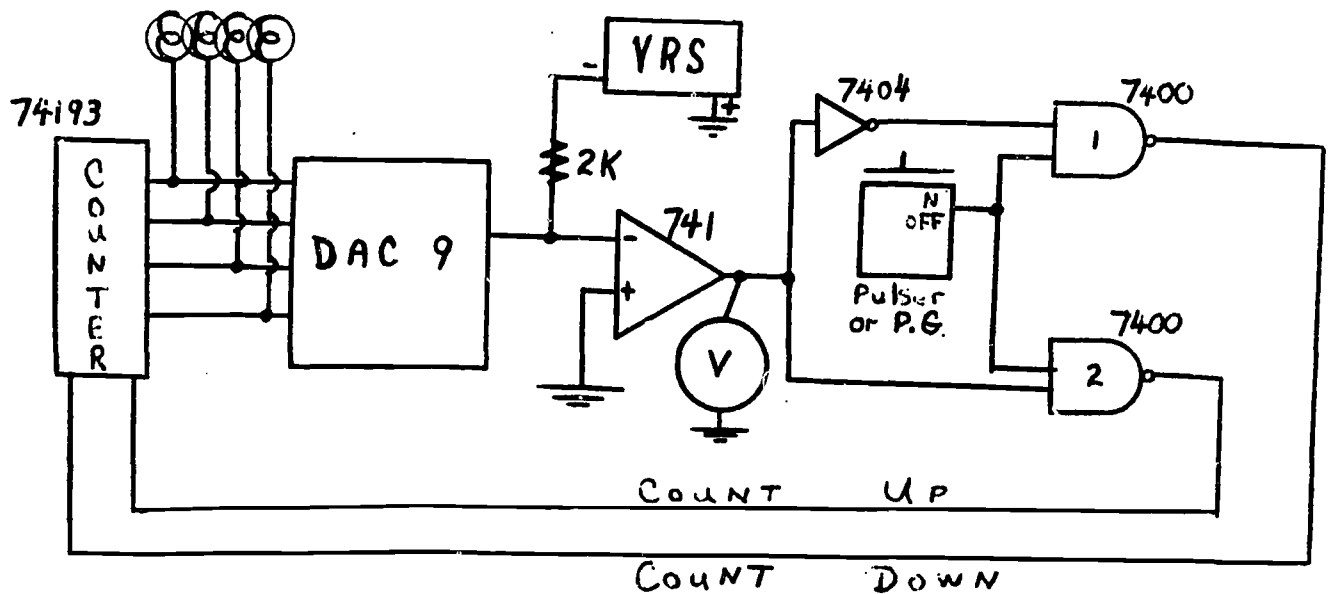 74193
COUNTER
DAC 9
- VRS
+
2K
741
-
+
V
7404
N
OFF
Pulser
or P.G.
7400
1
7400
2
COUNT UP
COUNT DOWN